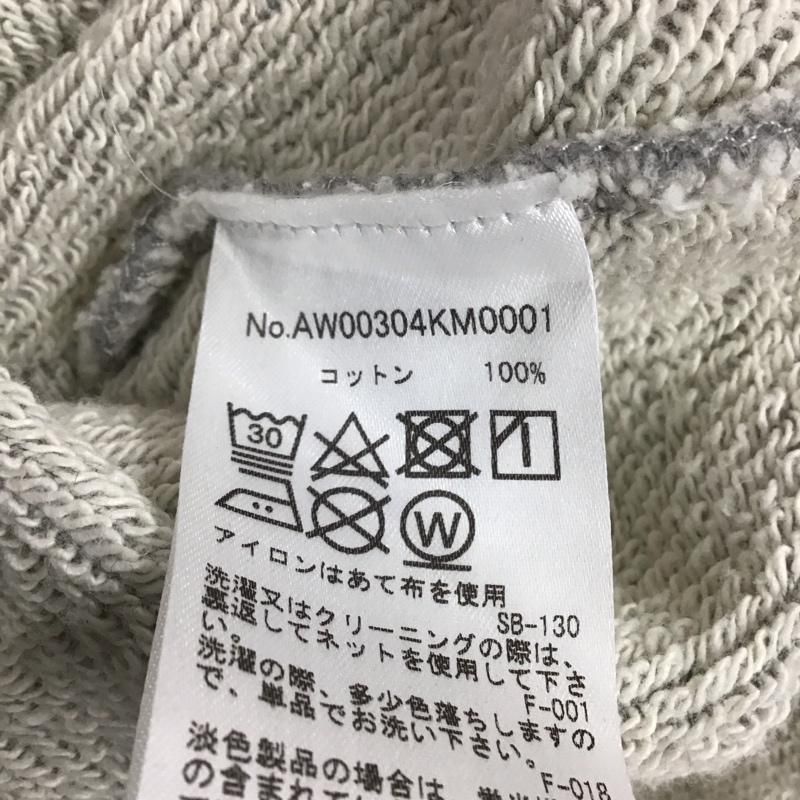 No.AW00304KM0001
コットン 100%
30
W
アイロンはあて布を使用
SB-130
洗濯又はクリーニングの際は、
裏返してネットを使用して下さ
い。
F-001
洗濯の際、多少色落ちしますの
で、単品でお洗い下さい。
F-018
淡色製品の場合は、蛍光
の含まれて